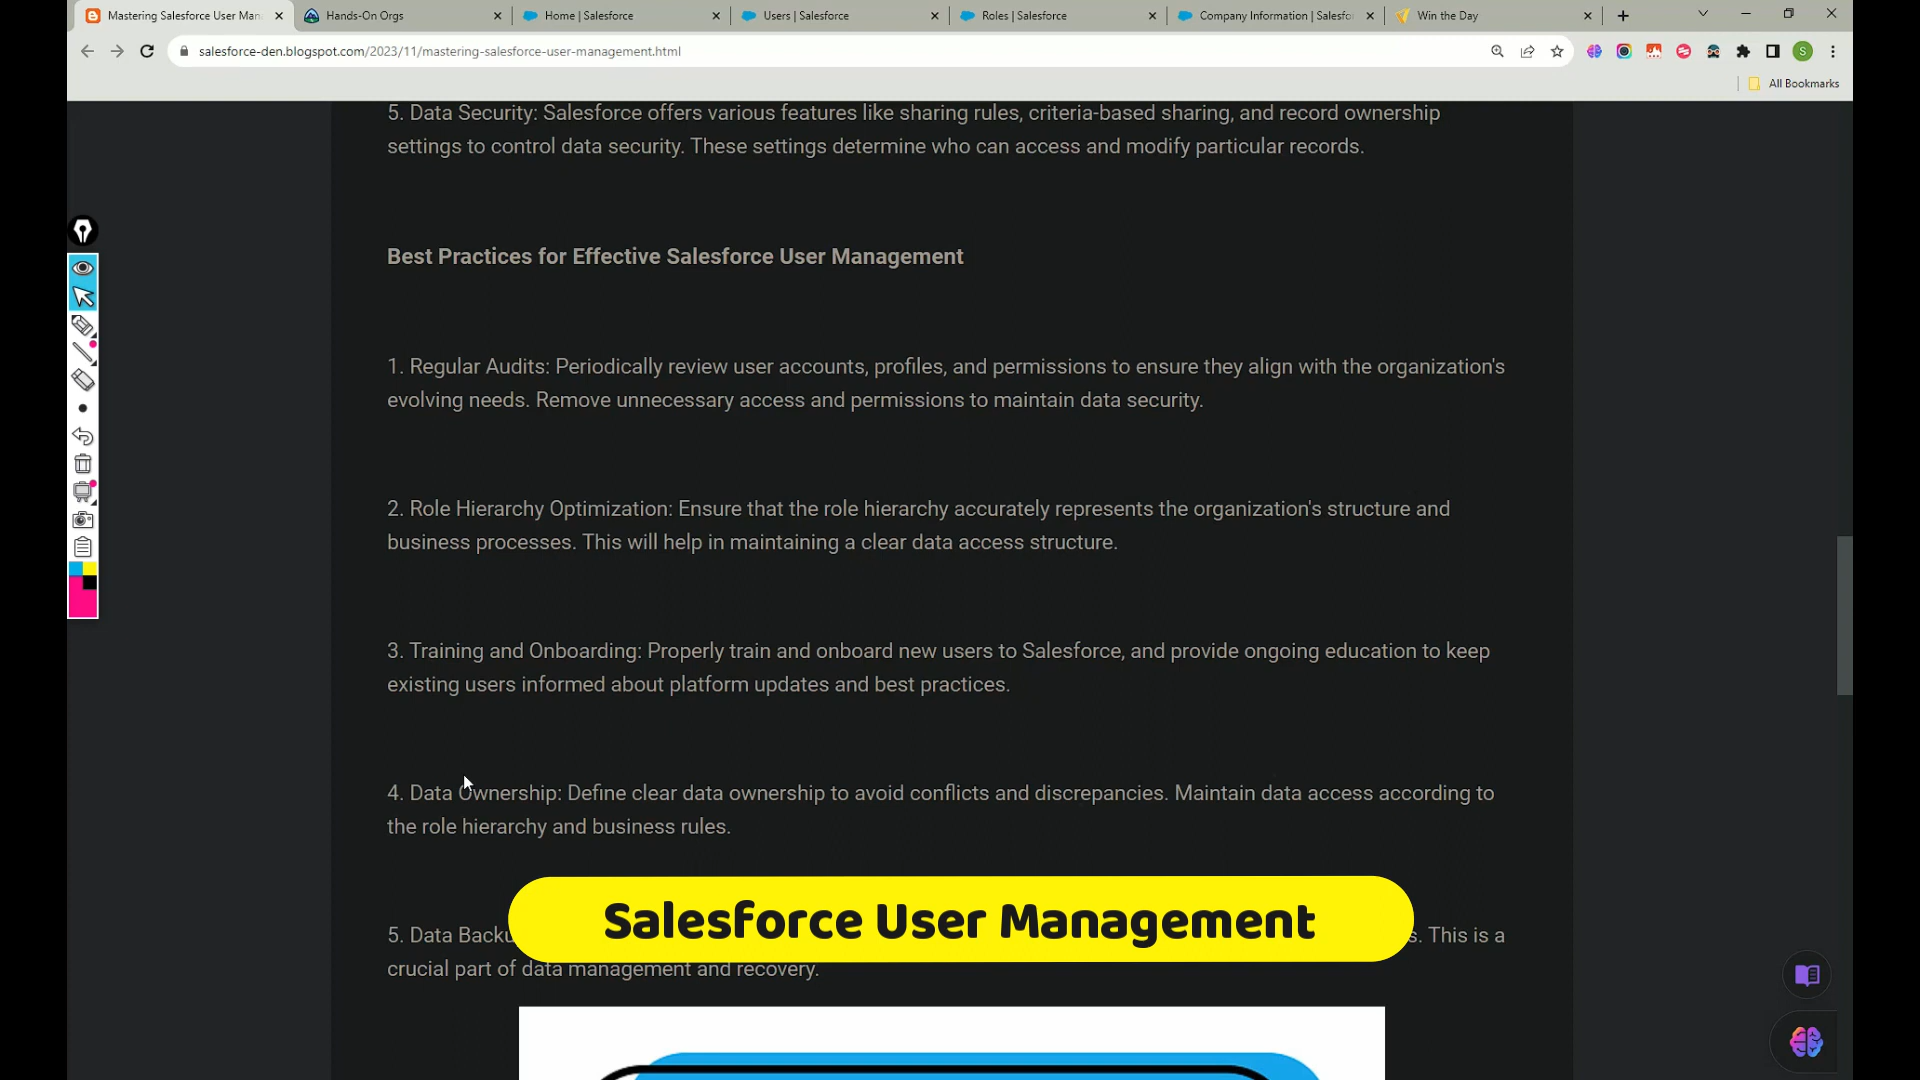 Mastering Salesforce User Man
Hands-On Orgs
Home | Salesforce
Users | Salesforce
Roles | Salesforce
Company Information | Salesfo
Win the Day
salesforce-den.blogspot.com/2023/11/mastering-salesforce-user-management.html
S
All Bookmarks
5. Data Security: Salesforce offers various features like sharing rules, criteria-based sharing, and record ownership
settings to control data security. These settings determine who can access and modify particular records.
Best Practices for Effective Salesforce User Management
1. Regular Audits: Periodically review user accounts, profiles, and permissions to ensure they align with the organization's
evolving needs. Remove unnecessary access and permissions to maintain data security.
2. Role Hierarchy Optimization: Ensure that the role hierarchy accurately represents the organization's structure and
business processes. This will help in maintaining a clear data access structure.
3. Training and Onboarding: Properly train and onboard new users to Salesforce, and provide ongoing education to keep
existing users informed about platform updates and best practices.
4. Data Ownership: Define clear data ownership to avoid conflicts and discrepancies. Maintain data access according to
the role hierarchy and business rules.
5. Data Backu
s. This is a
Salesforce User Management
crucial part of data management and recovery.